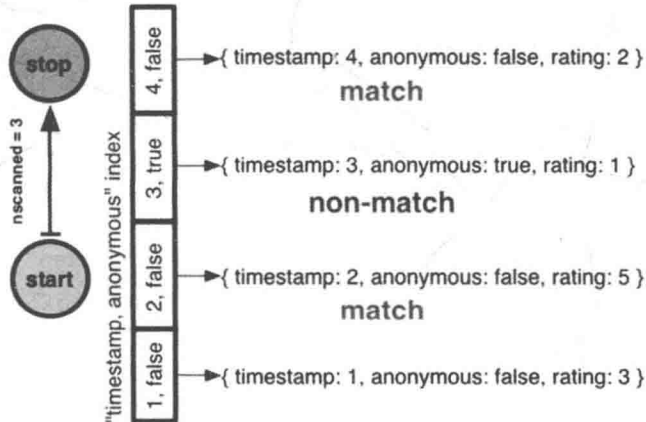 stop
nscanned = 3
start
"timestamp, anonymous" index
4, false
{ timestamp: 4, anonymous: false, rating: 2 }
match
3, true
{ timestamp: 3, anonymous: true, rating: 1 }
non-match
2, false
{ timestamp: 2, anonymous: false, rating: 5 }
match
1, false
{ timestamp: 1, anonymous: false, rating: 3 }